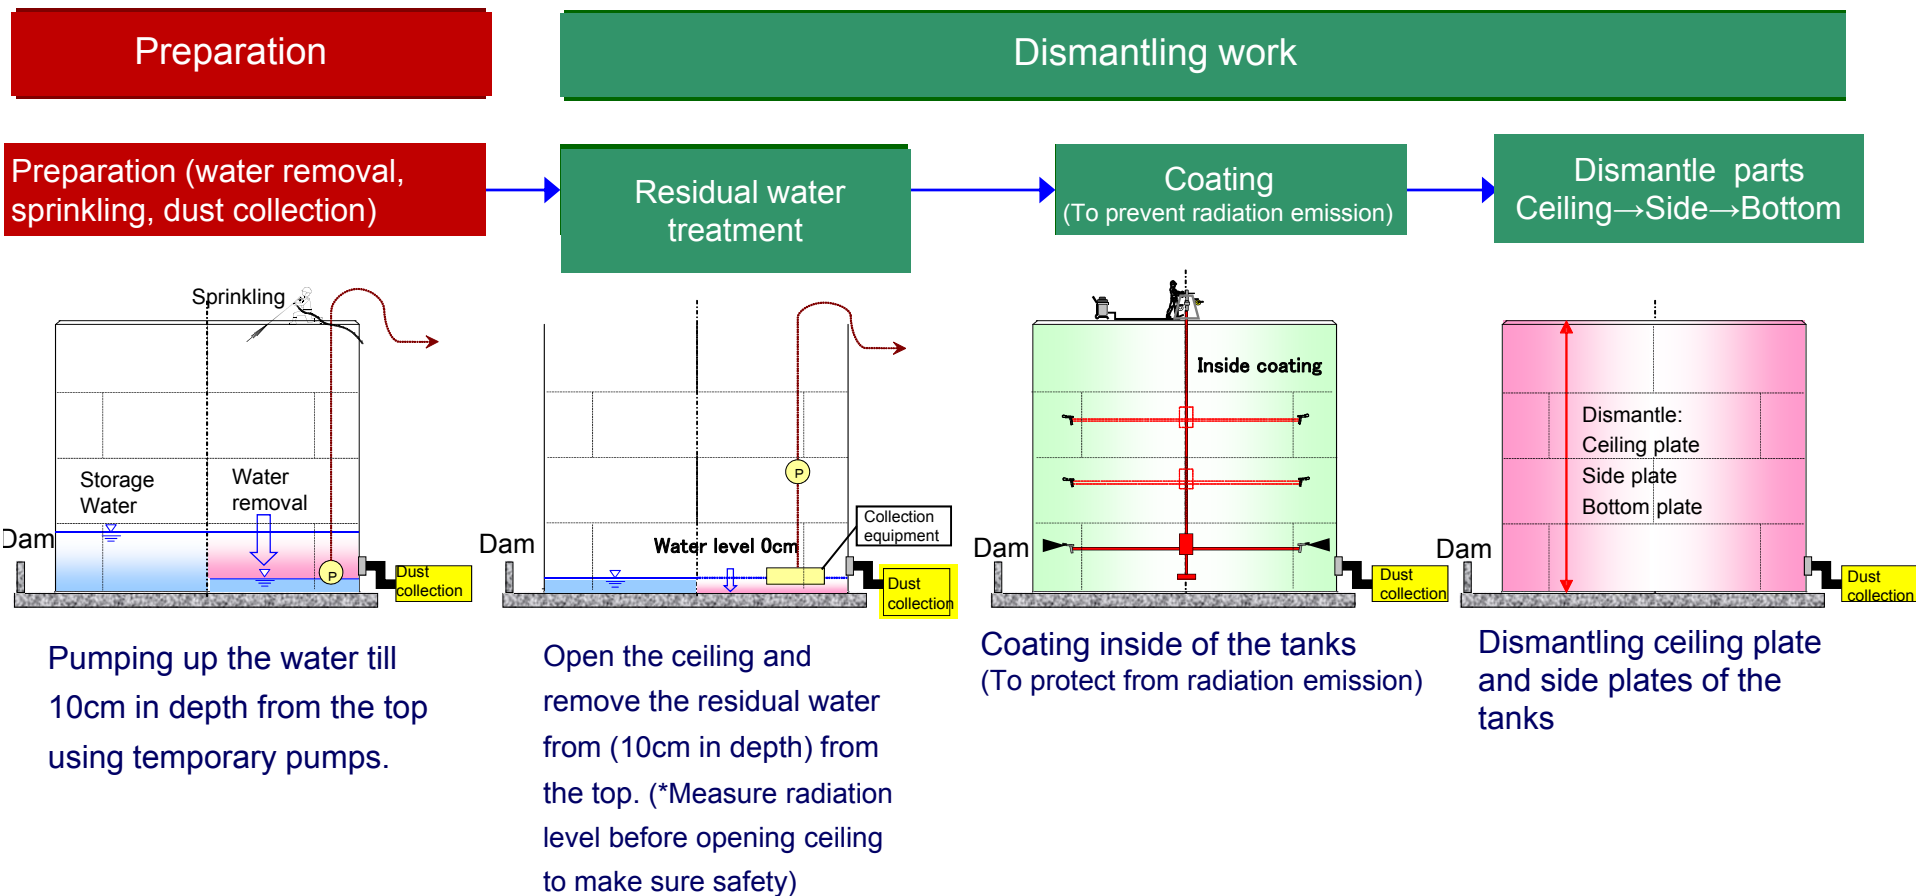 Preparation
Dismantling work
Preparation (water removal,
sprinkling, dust collection)
Residual water
treatment
Coating
(To prevent radiation emission)
Dismantle parts
Ceiling→Side→Bottom
Sprinkling
Storage
Water
Water
removal
Dam
P
Dust
collection
P
Collection
equipment
Water level 0cm
Dam
Dust
collection
Inside coating
Dam
Dust
collection
Dismantle:
Ceiling plate
Side plate
Bottom plate
Dam
Dust
collection
Pumping up the water till
10cm in depth from the top
using temporary pumps.
Open the ceiling and
remove the residual water
from (10cm in depth) from
the top. (*Measure radiation
level before opening ceiling
to make sure safety)
Coating inside of the tanks
(To protect from radiation emission)
Dismantling ceiling plate
and side plates of the
tanks